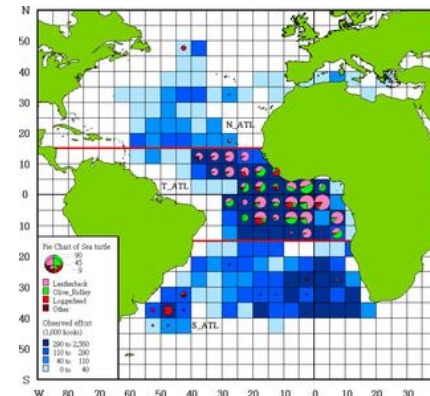 N
50
40
30
20
10
0
10
20
30
40
50
S
N_ATL
T_ATL
S_ATL
Pie Chart of Sea turtle
90
45
9
Leatherback
Olive_Ridley
Loggerhead
Other
Observed effort
(1,000 hooks)
290 to 2,560
110 to 290
40 to 110
0 to 40
W 90 80 70 60 50 40 30 20 10 0 10 20 30 E